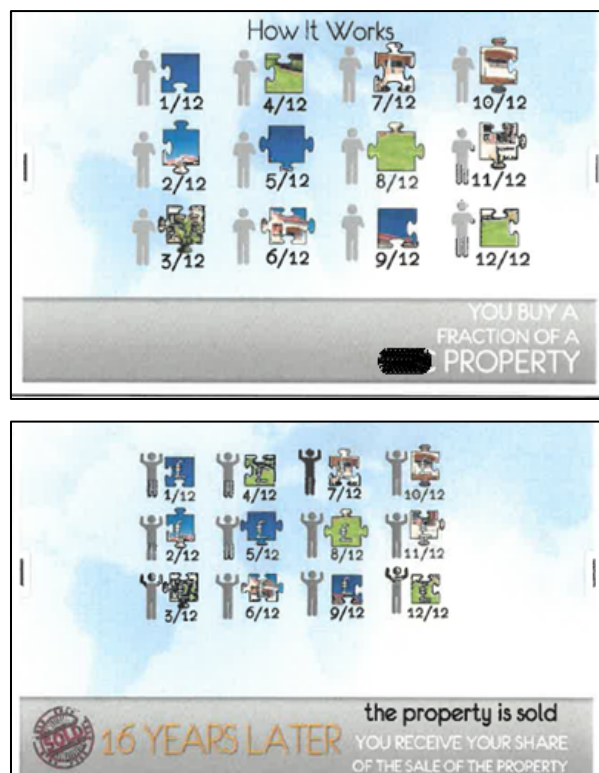 How It Works
1/12 4/12 7/12 10/12
2/12 5/12 8/12 11/12
3/12 6/12 9/12 12/12
YOU BUY A
FRACTION OF A
C PROPERTY
£ £ £
1/12 4/12 7/12 10/12
£ £ £ £
2/12 5/12 8/12 11/12
£ £
3/12 6/12 9/12 12/12
SOLD
16 YEARS LATER
the property is sold
YOU RECEIVE YOUR SHARE
OF THE SALE OF THE PROPERTY